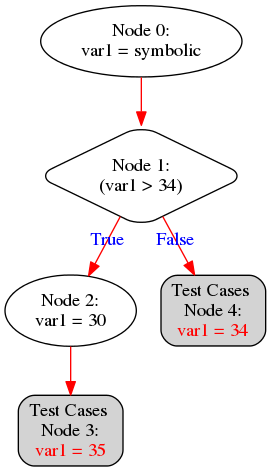 Node 0:
var1 = symbolic
Node 1:
(var1 > 34)
True
False
Node 2:
var1 = 30
Test Cases
Node 4:
var1 = 34
Test Cases
Node 3:
var1 = 35